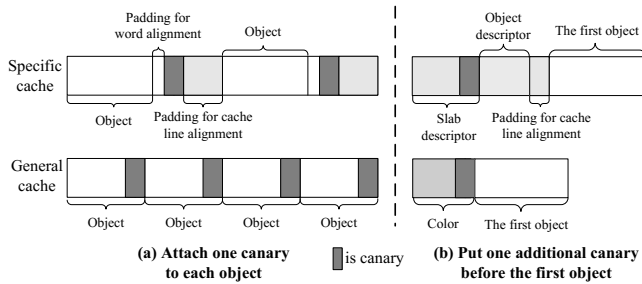 Padding for
word alignment
Object
Specific
cache
Object
Padding for cache
line alignment
General
cache
Object
Object
Object
Object
(a) Attach one canary
to each object
is canary
Object
descriptor
The first object
Slab
descriptor
Padding for cache
line alignment
Color
The first object
(b) Put one additional canary
before the first object